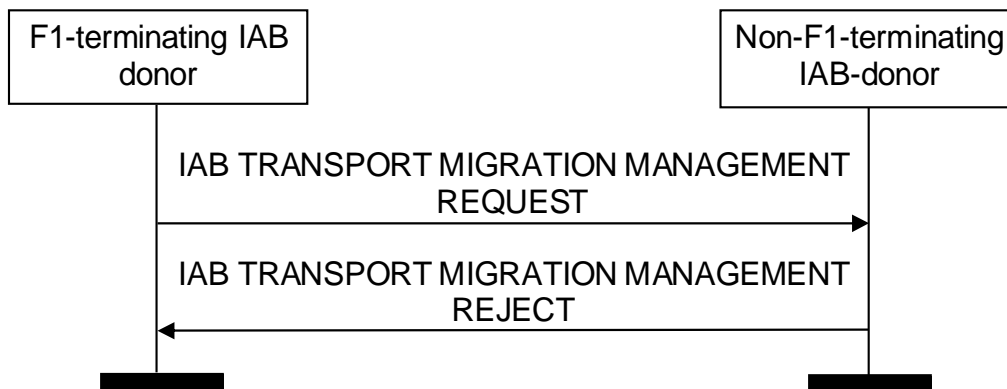 F1-terminating IAB
donor
Non-F1-terminating
IAB-donor
IAB TRANSPORT MIGRATION MANAGEMENT
REQUEST
IAB TRANSPORT MIGRATION MANAGEMENT
REJECT